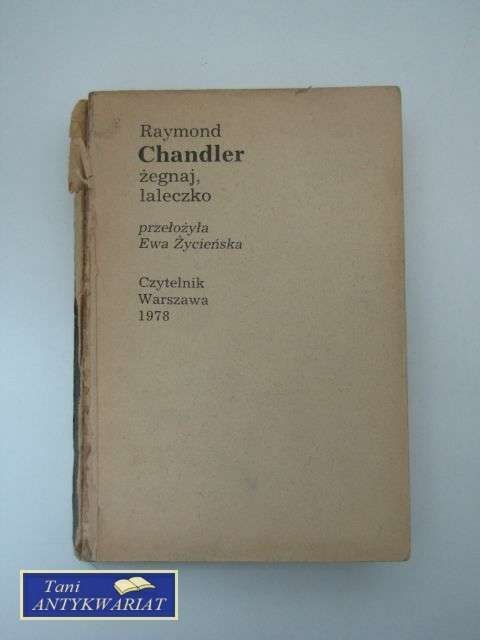 Raymond
Chandler
żegnaj,
laleczko
przełożyła
Ewa Życieńska
Czytelnik
Warszawa
1978
Tani
ANTYKWARIAT